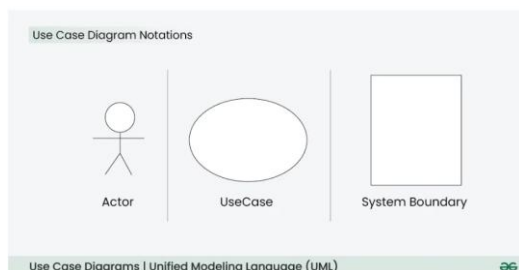 Use Case Diagram Notations
Actor
UseCase
System Boundary
Use Case Diagrams | Unified Modeling Language (UML)